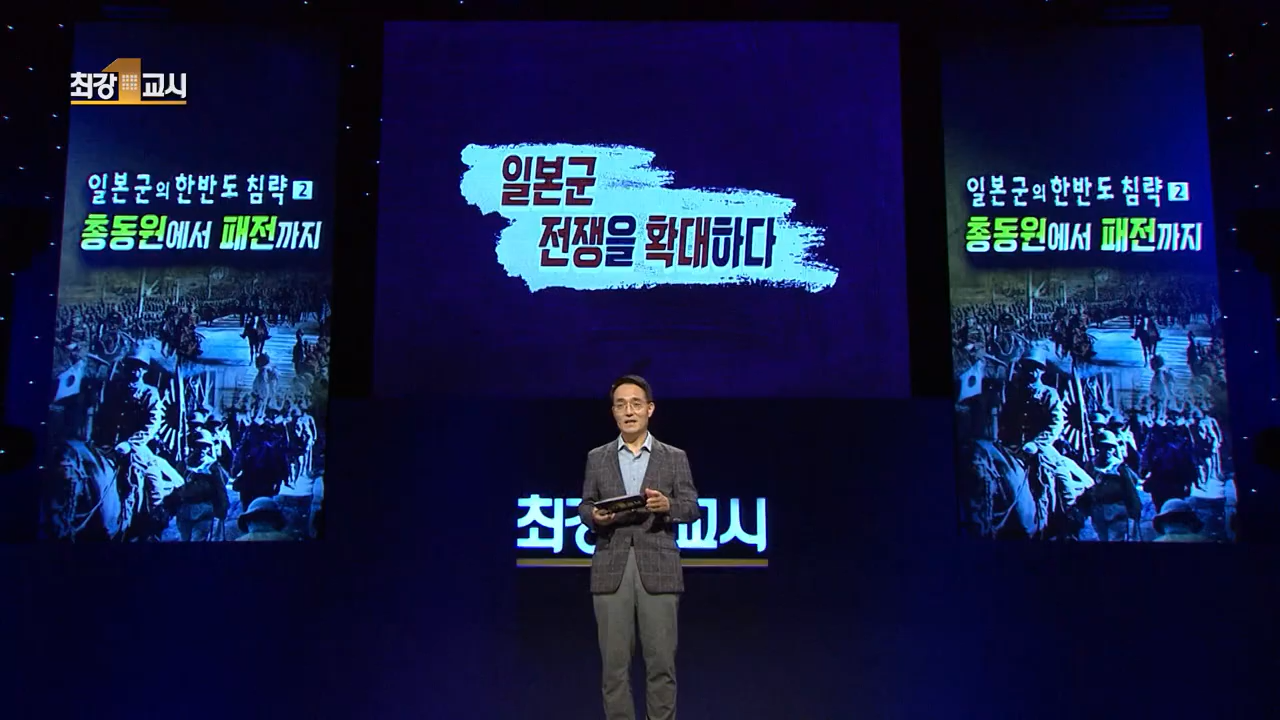 최강1교시
일본군의 한반도 침략 2
총동원에서 패전까지
일본군
전쟁을 확대하다
일본군의 한반도 침략 2
총동원에서 패전까지
최강 교시